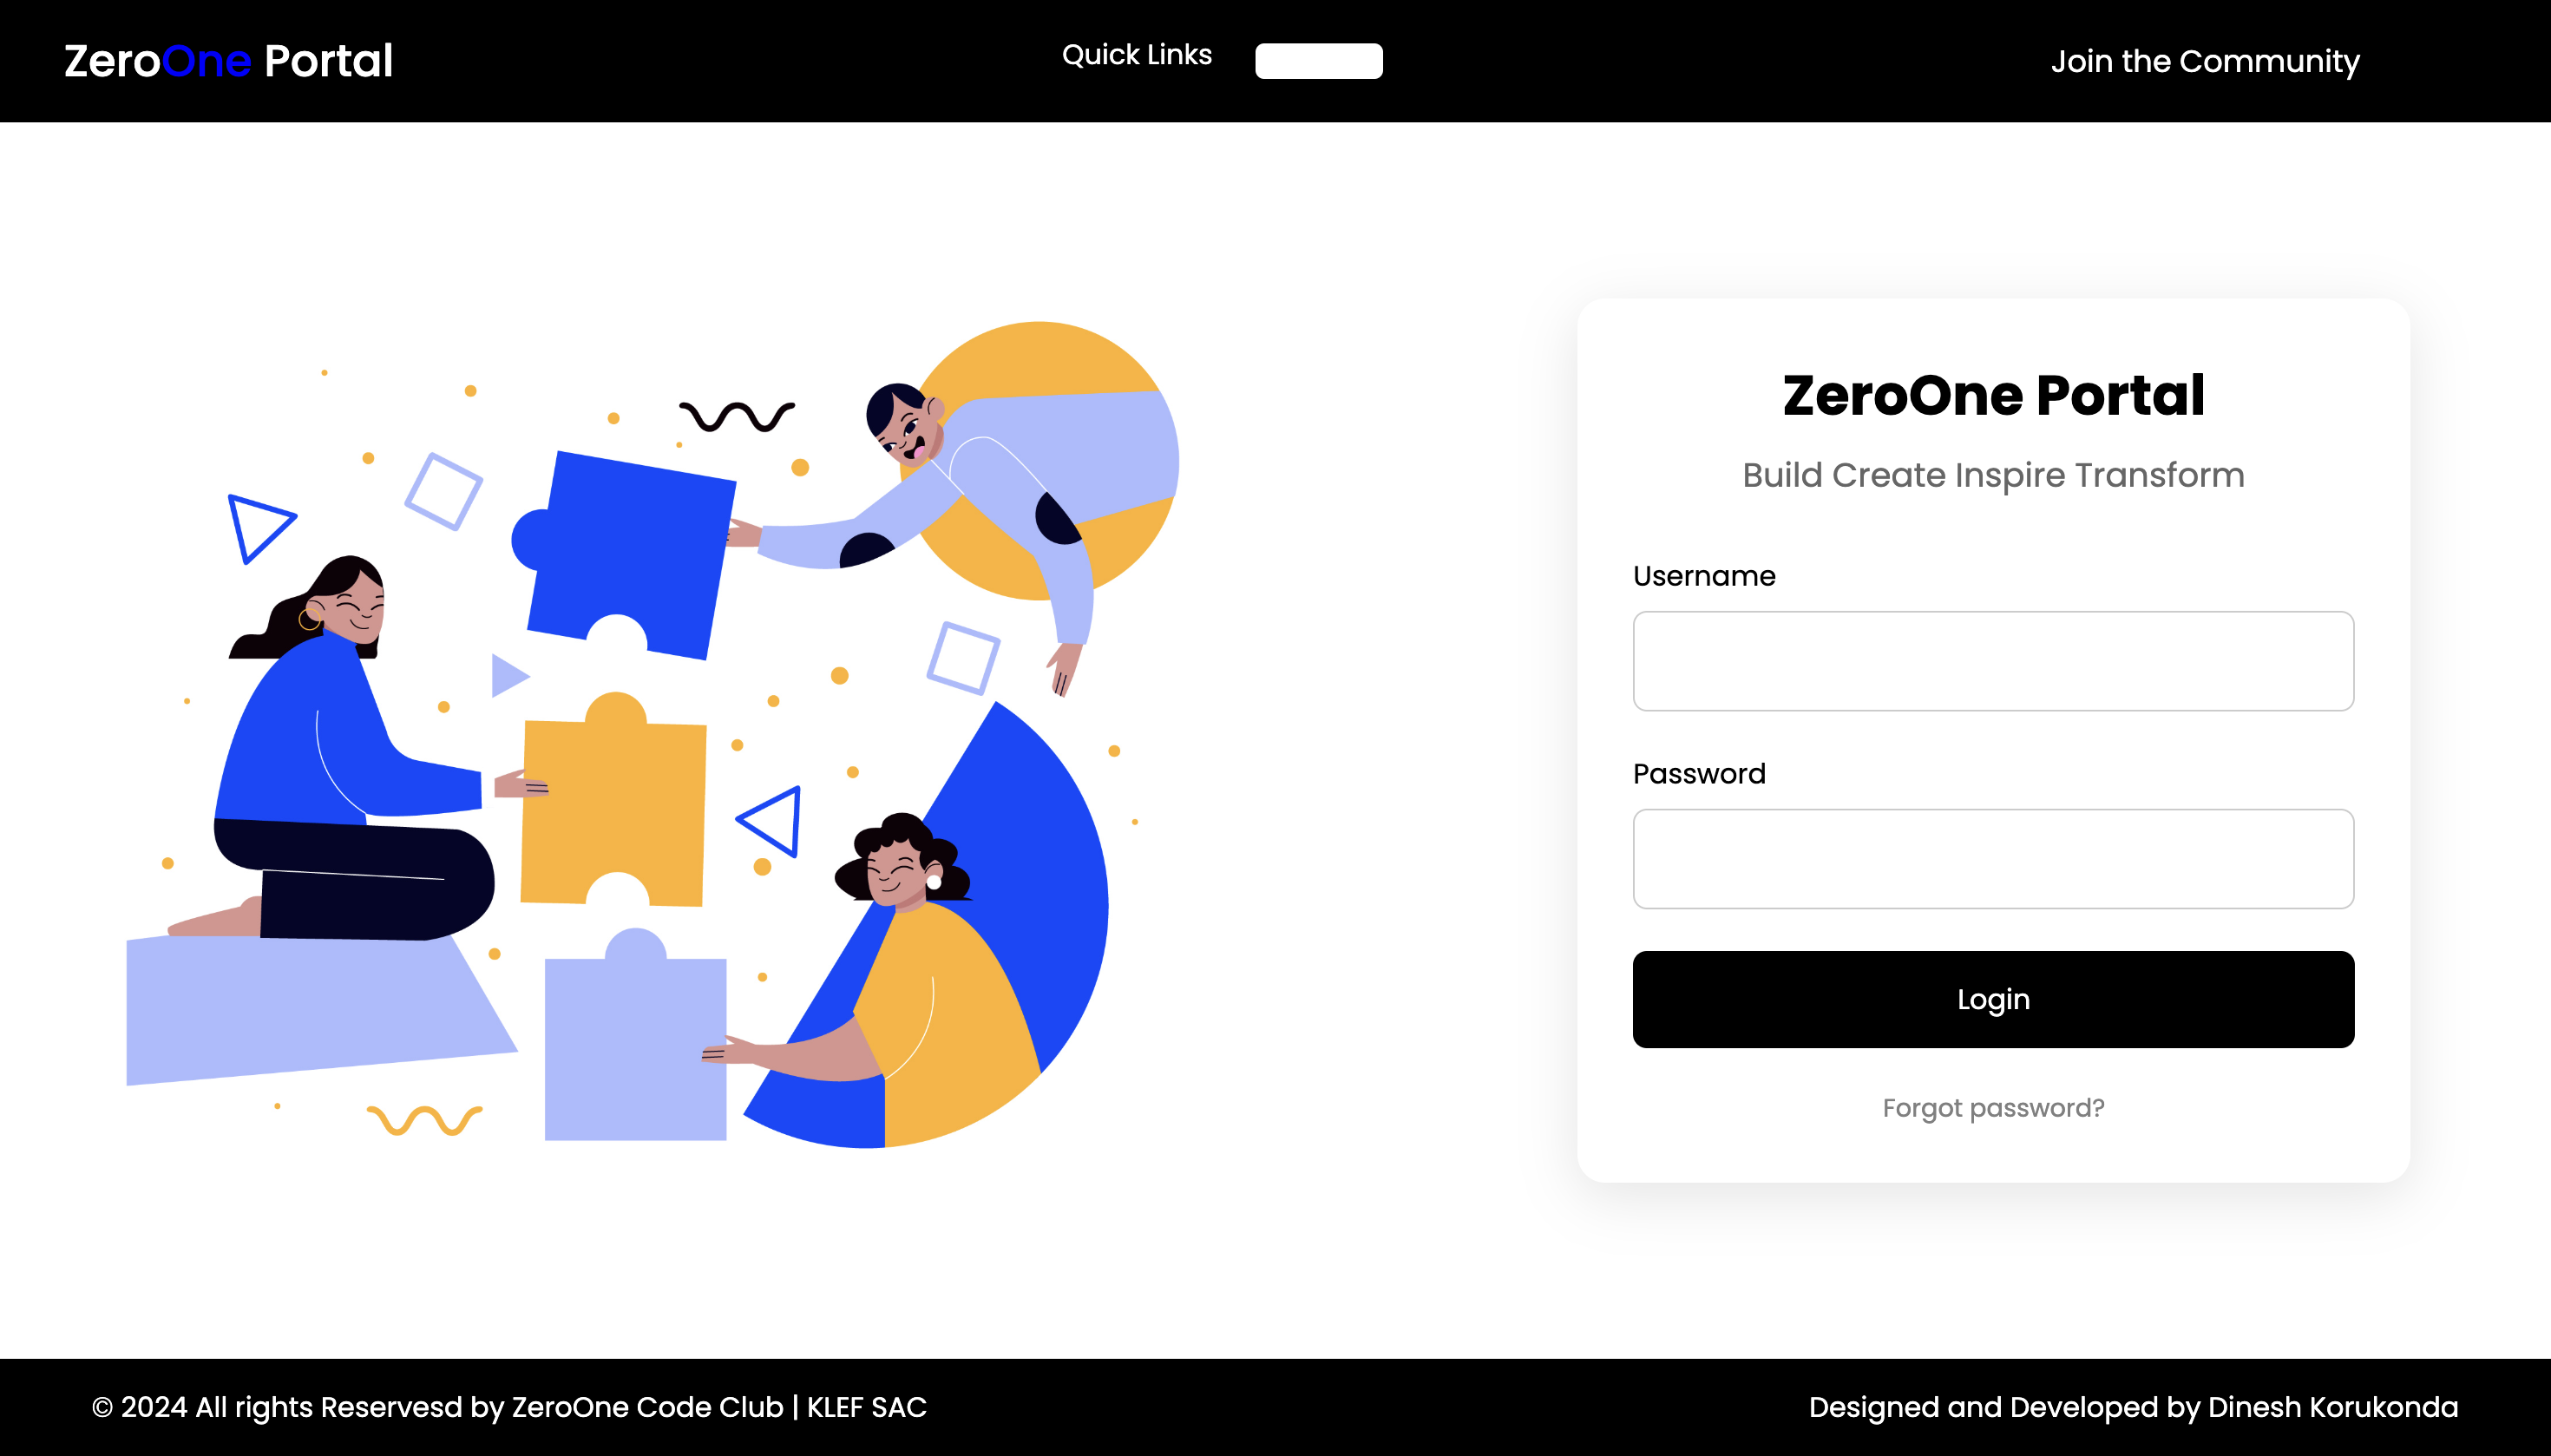 ZeroOne Portal
Quick Links
Join the Community
ZeroOne Portal
Build Create Inspire Transform
Username
Password
Login
Forgot password?
© 2024 All rights Reservesd by ZeroOne Code Club | KLEF SAC
Designed and Developed by Dinesh Korukonda